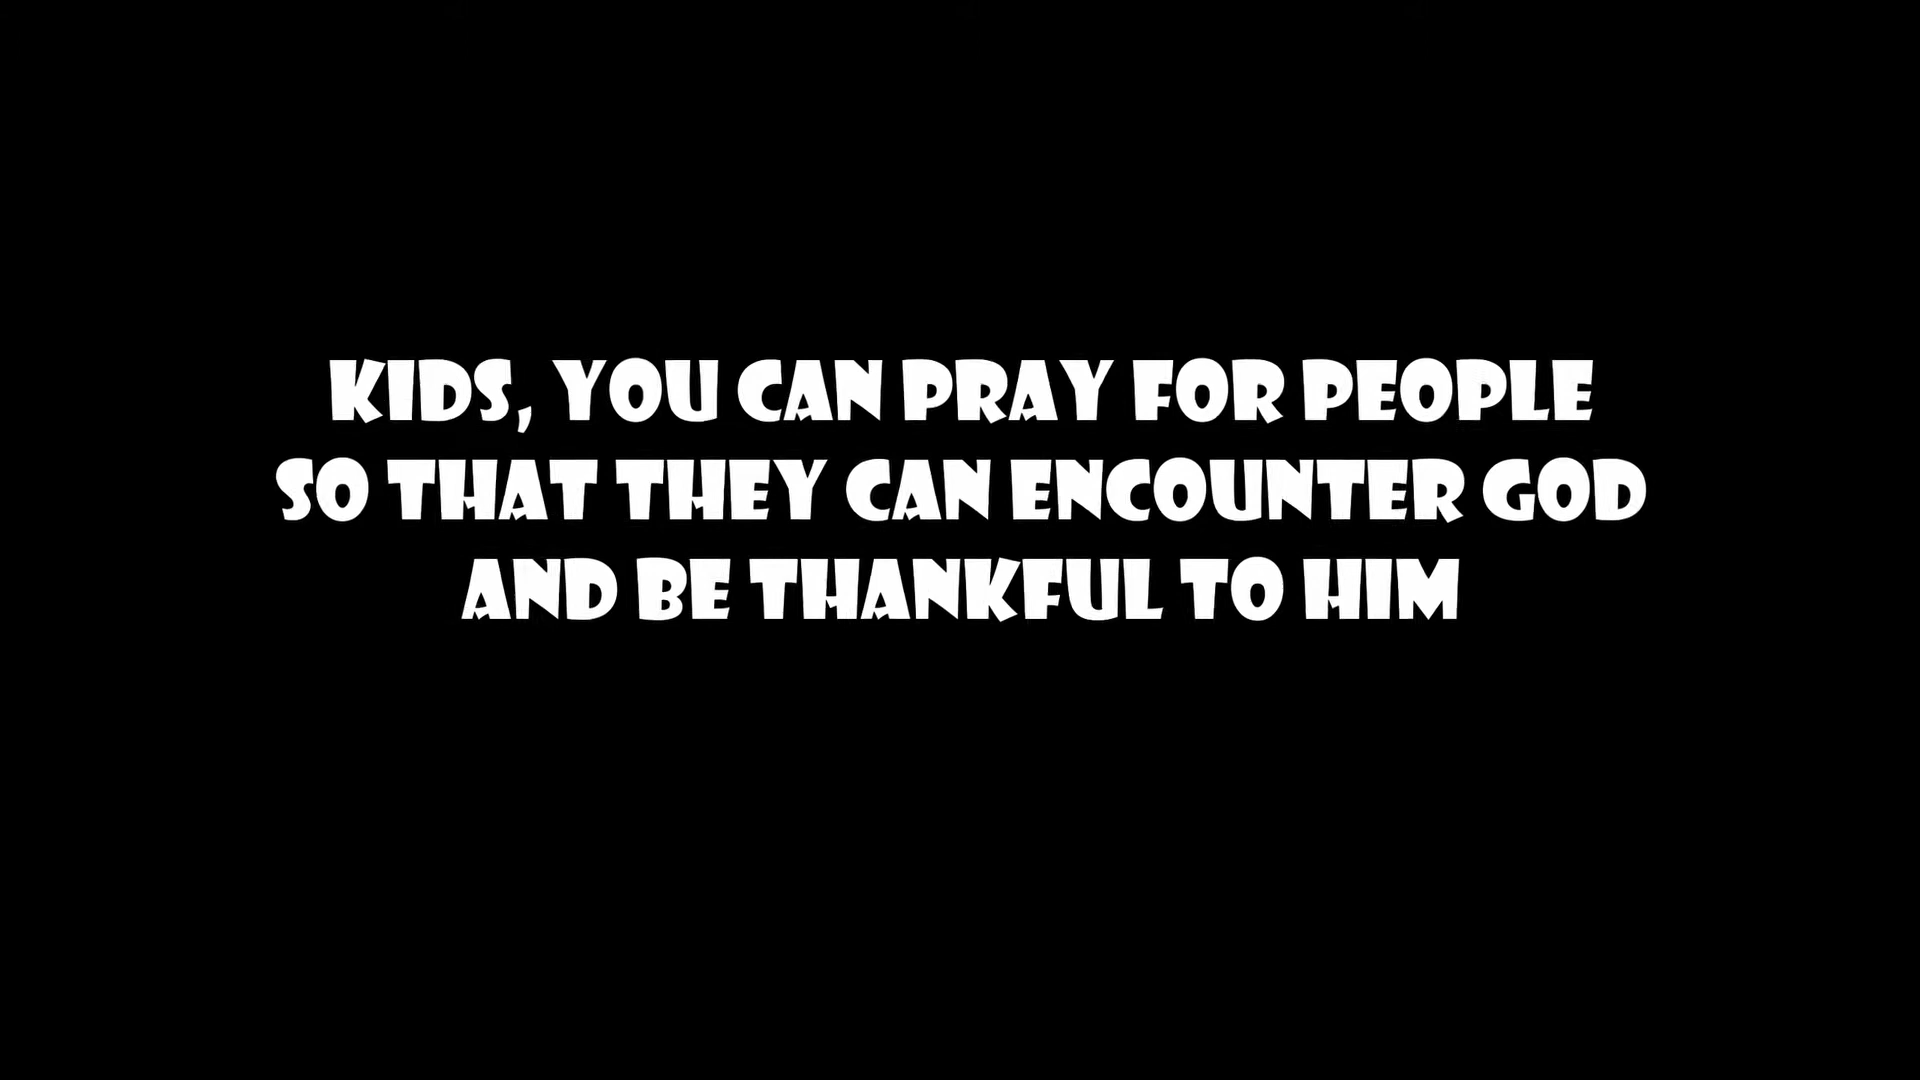 KIDS, YOU CAN PRAY FOR PEOPLE
SO THAT THEY CAN ENCOUNTER GOD
AND BE THANKFUL TO HIM